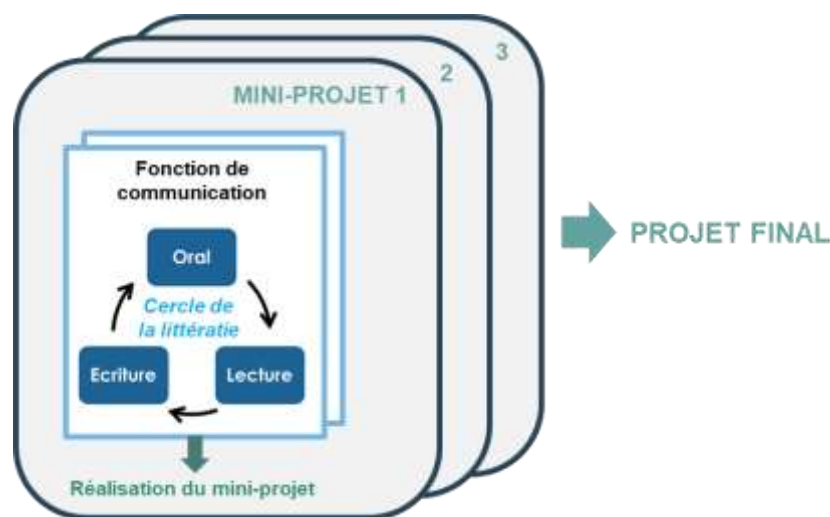 3
2
MINI-PROJET 1
Fonction de
communication
Oral
Cercle de
la littératie
Ecriture
Lecture
Réalisation du mini-projet
PROJET FINAL